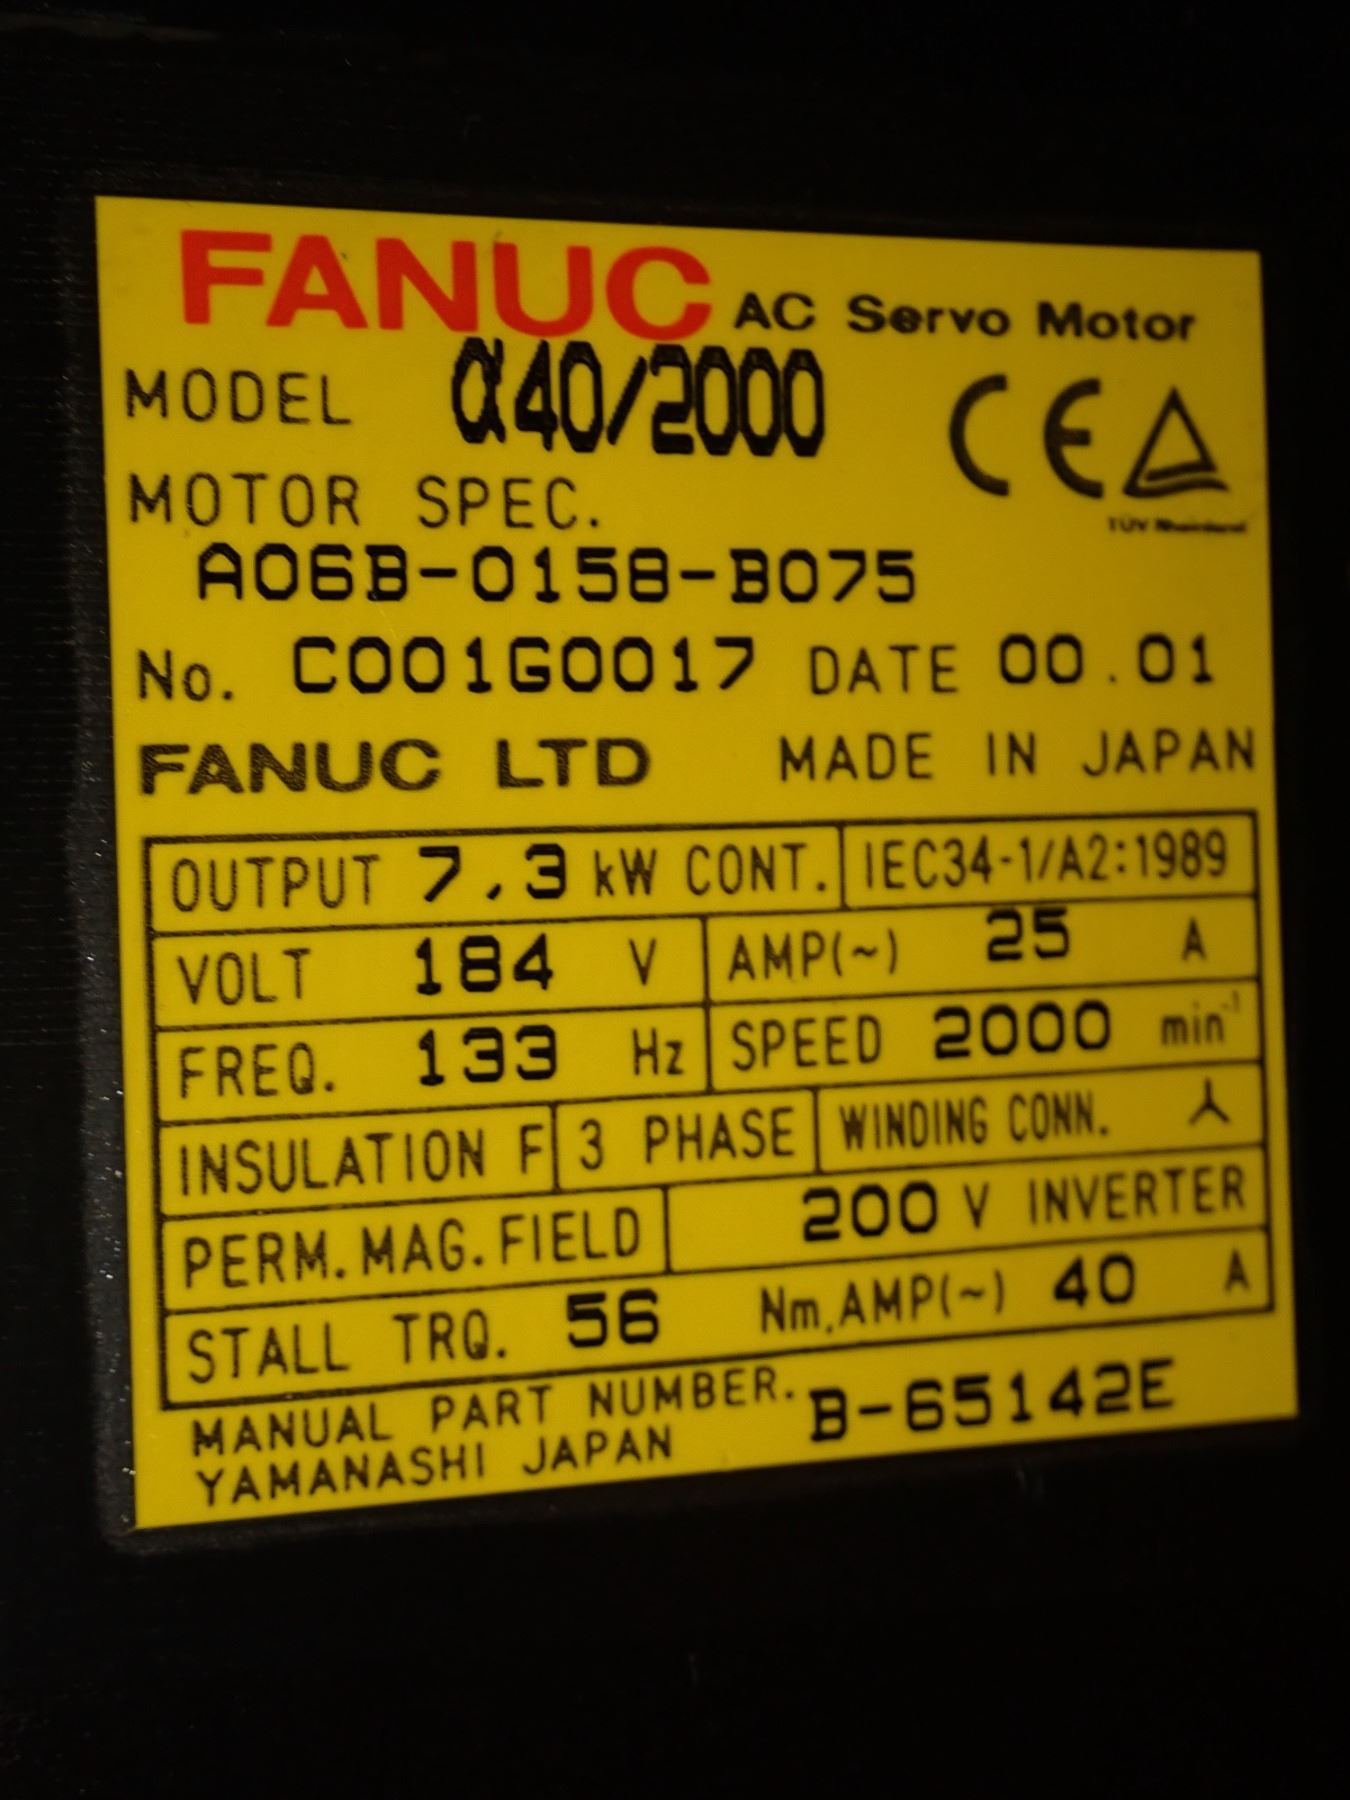 FANUC AC Servo Motor
MODEL α40/2000
CE
TÜV Rheinland
MOTOR SPEC.
A06B-0158-B075
No. C001G0017 DATE 00.01
FANUC LTD MADE IN JAPAN
OUTPUT 7.3 kW CONT. IEC34-1/A2:1989
VOLT 184 V AMP(~) 25 A
FREQ. 133 Hz SPEED 2000 min⁻¹
INSULATION F 3 PHASE WINDING CONN.
PERM. MAG. FIELD 200 V INVERTER
STALL TRQ. 56 Nm, AMP(~) 40 A
MANUAL PART NUMBER. B-65142E
YAMANASHI JAPAN